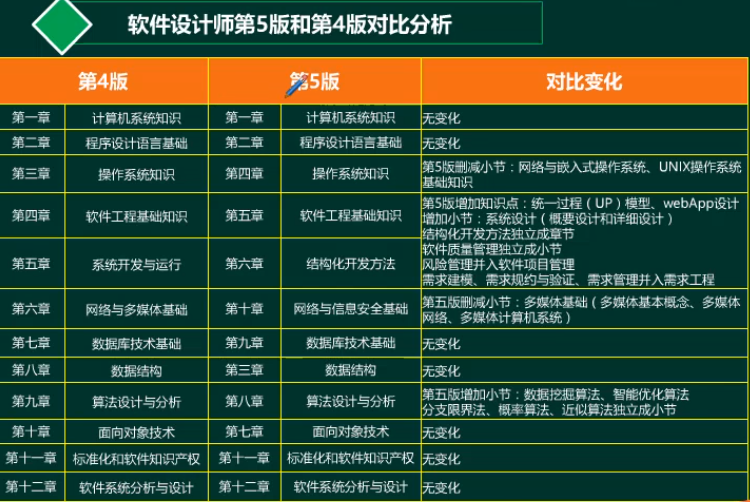 软件设计师第5版和第4版对比分析
第4版 第5版 对比变化
第一章 计算机系统知识 第一章 计算机系统知识 无变化
第二章 程序设计语言基础 第二章 程序设计语言基础 无变化
第三章 操作系统知识 第四章 操作系统知识 第5版删减小节：网络与嵌入式操作系统、UNIX操作系统
基础知识
第四章 软件工程基础知识 第五章 软件工程基础知识 第5版增加知识点：统一过程（UP）模型、webApp设计
增加小节：系统设计（概要设计和详细设计）
结构化开发方法独立成章节
第五章 系统开发与运行 第六章 结构化开发方法 软件质量管理独立成小节
风险管理并入软件项目管理
需求建模、需求规约与验证、需求管理并入需求工程
第六章 网络与多媒体基础 第十章 网络与信息安全基础 第五版删减小节：多媒体基础（多媒体基本概念、多媒体
网络、多媒体计算机系统）
第七章 数据库技术基础 第九章 数据库技术基础 无变化
第八章 数据结构 第三章 数据结构 无变化
第九章 算法设计与分析 第八章 算法设计与分析 第五版增加小节：数据挖掘算法、智能优化算法
分支限界法、概率算法、近似算法独立成小节
第十章 面向对象技术 第七章 面向对象技术 无变化
第十一章 标准化和软件知识产权 第十一章 标准化和软件知识产权 无变化
第十二章 软件系统分析与设计 第十二章 软件系统分析与设计 无变化